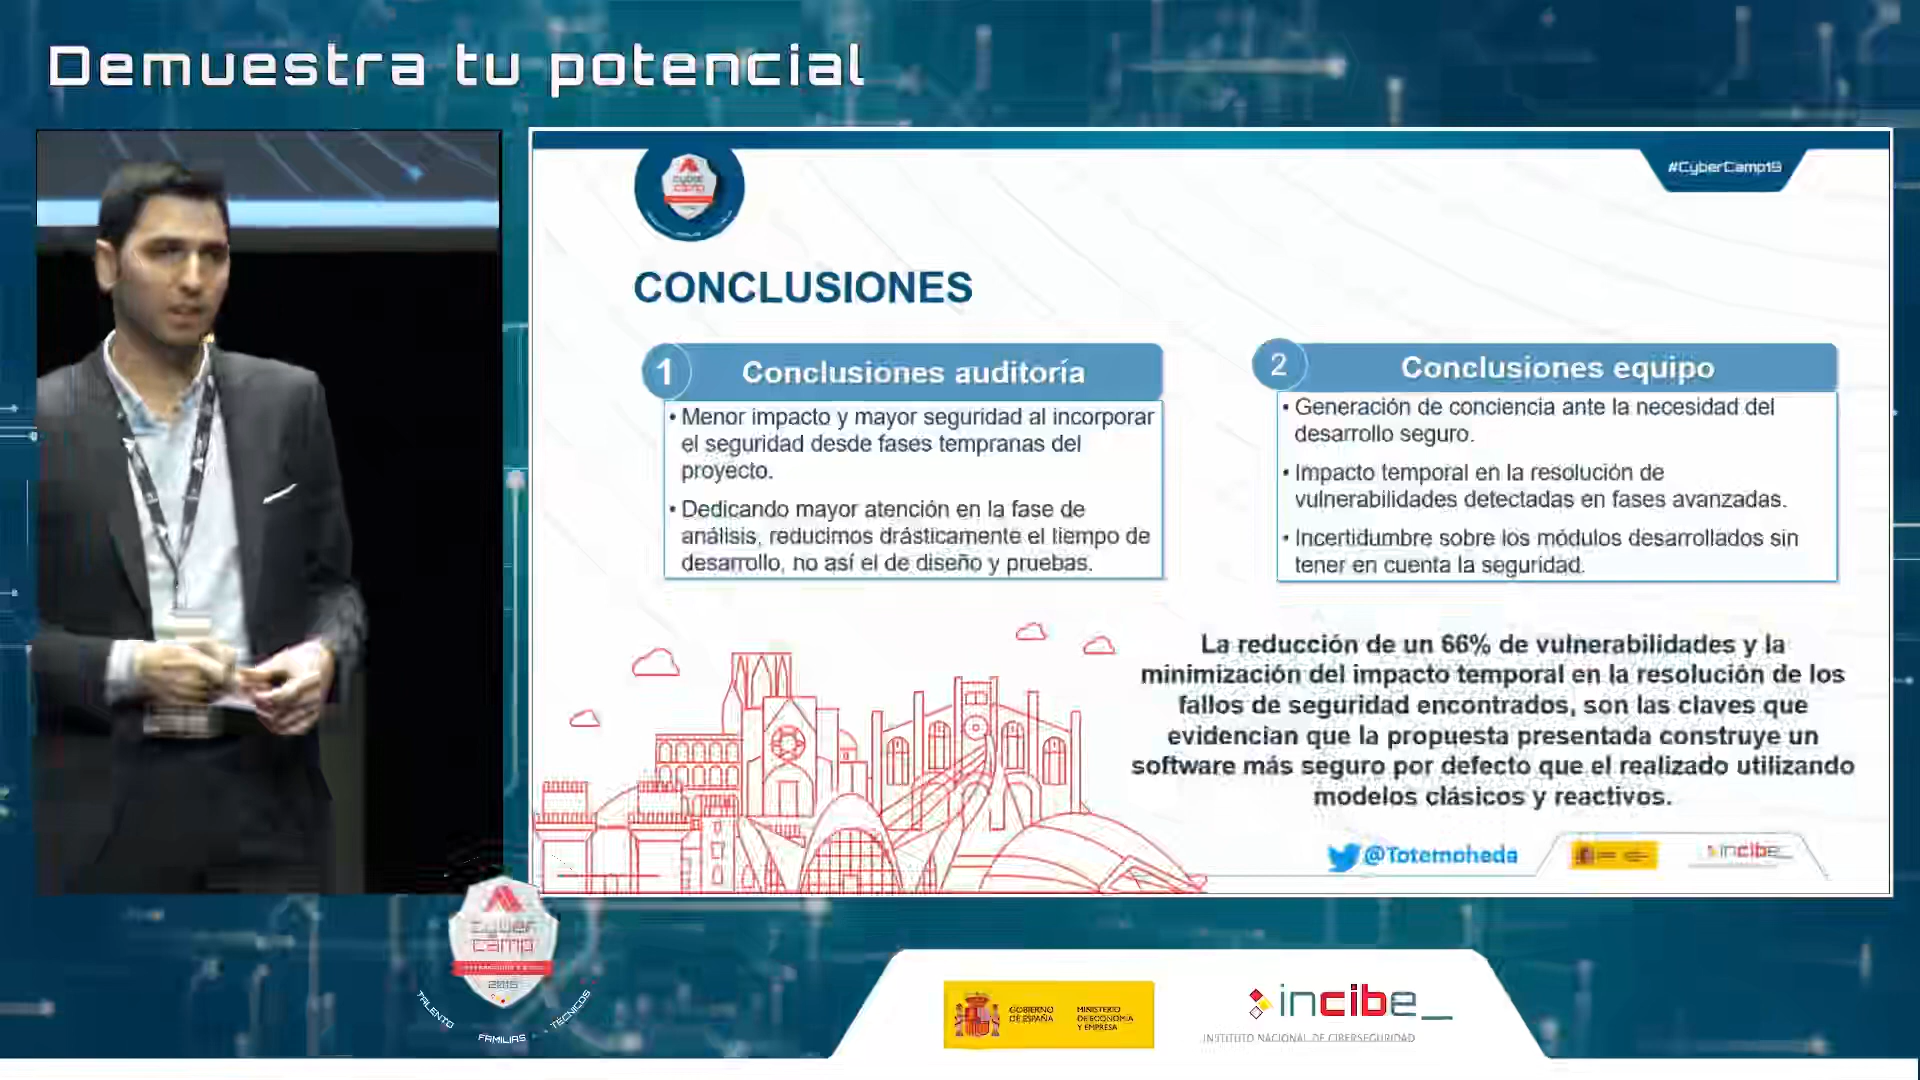 Demuestra tu potencial
#CyberCamp19
cyber
camp
CONCLUSIONES
1
Conclusiones auditoría
• Menor impacto y mayor seguridad al incorporar
el seguridad desde fases tempranas del
proyecto.
• Dedicando mayor atención en la fase de
análisis, reducimos drásticamente el tiempo de
desarrollo, no así el de diseño y pruebas.
2
Conclusiones equipo
• Generación de conciencia ante la necesidad del
desarrollo seguro.
• Impacto temporal en la resolución de
vulnerabilidades detectadas en fases avanzadas.
• Incertidumbre sobre los módulos desarrollados sin
tener en cuenta la seguridad.
La reducción de un 66% de vulnerabilidades y la
minimización del impacto temporal en la resolución de los
fallos de seguridad encontrados, son las claves que
evidencian que la propuesta presentada construye un
software más seguro por defecto que el realizado utilizando
modelos clásicos y reactivos.
@Totemoheda
incibe_
cyber
camp
TALENTO
FAMILIAS
TÉCNICOS
GOBIERNO
DE ESPAÑA
MINISTERIO
DE ECONOMÍA
Y EMPRESA
incibe_
INSTITUTO NACIONAL DE CIBERSEGURIDAD